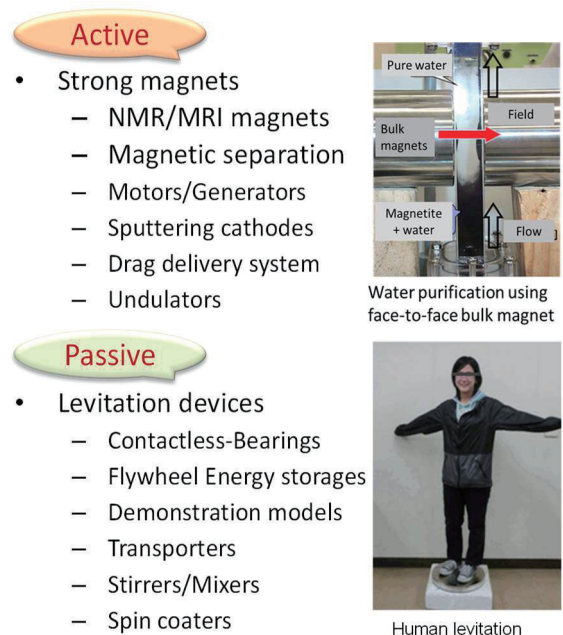 Active
• Strong magnets
– NMR/MRI magnets
– Magnetic separation
– Motors/Generators
– Sputtering cathodes
– Drag delivery system
– Undulators
Pure water
Field
Bulk
magnets
Magnetite
+ water
Flow
Water purification using
face-to-face bulk magnet
Passive
• Levitation devices
– Contactless-Bearings
– Flywheel Energy storages
– Demonstration models
– Transporters
– Stirrers/Mixers
– Spin coaters
Human levitation